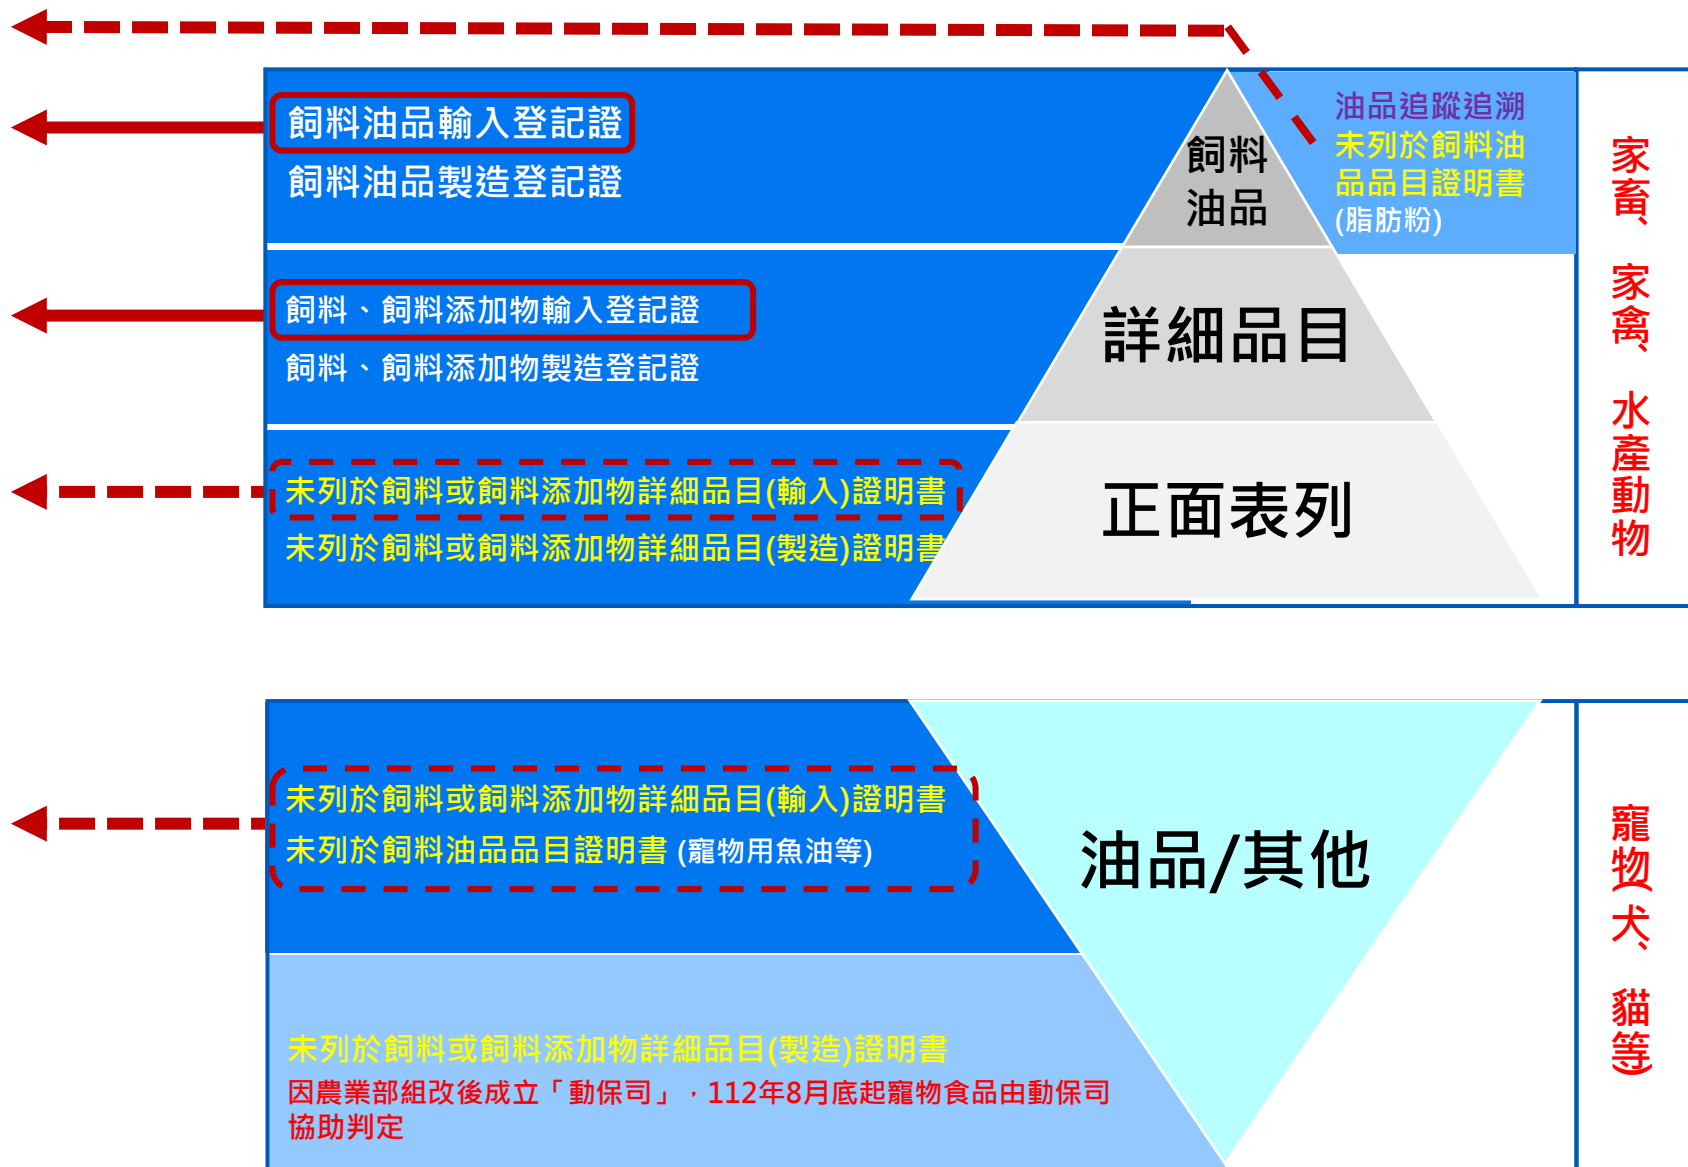 飼料油品輸入登記證
飼料油品製造登記證
飼料
油品
油品追蹤追溯
未列於飼料油
品品目證明書
(脂肪粉)
飼料、飼料添加物輸入登記證
飼料、飼料添加物製造登記證
詳細品目
未列於飼料或飼料添加物詳細品目(輸入)證明書
未列於飼料或飼料添加物詳細品目(製造)證明書
正面表列
家畜、家禽、水產動物
未列於飼料或飼料添加物詳細品目(輸入)證明書
未列於飼料油品品目證明書 (寵物用魚油等)
油品/其他
未列於飼料或飼料添加物詳細品目(製造)證明書
因農業部組改後成立「動保司」，112年8月底起寵物食品由動保司
協助判定
寵物(犬、貓等)